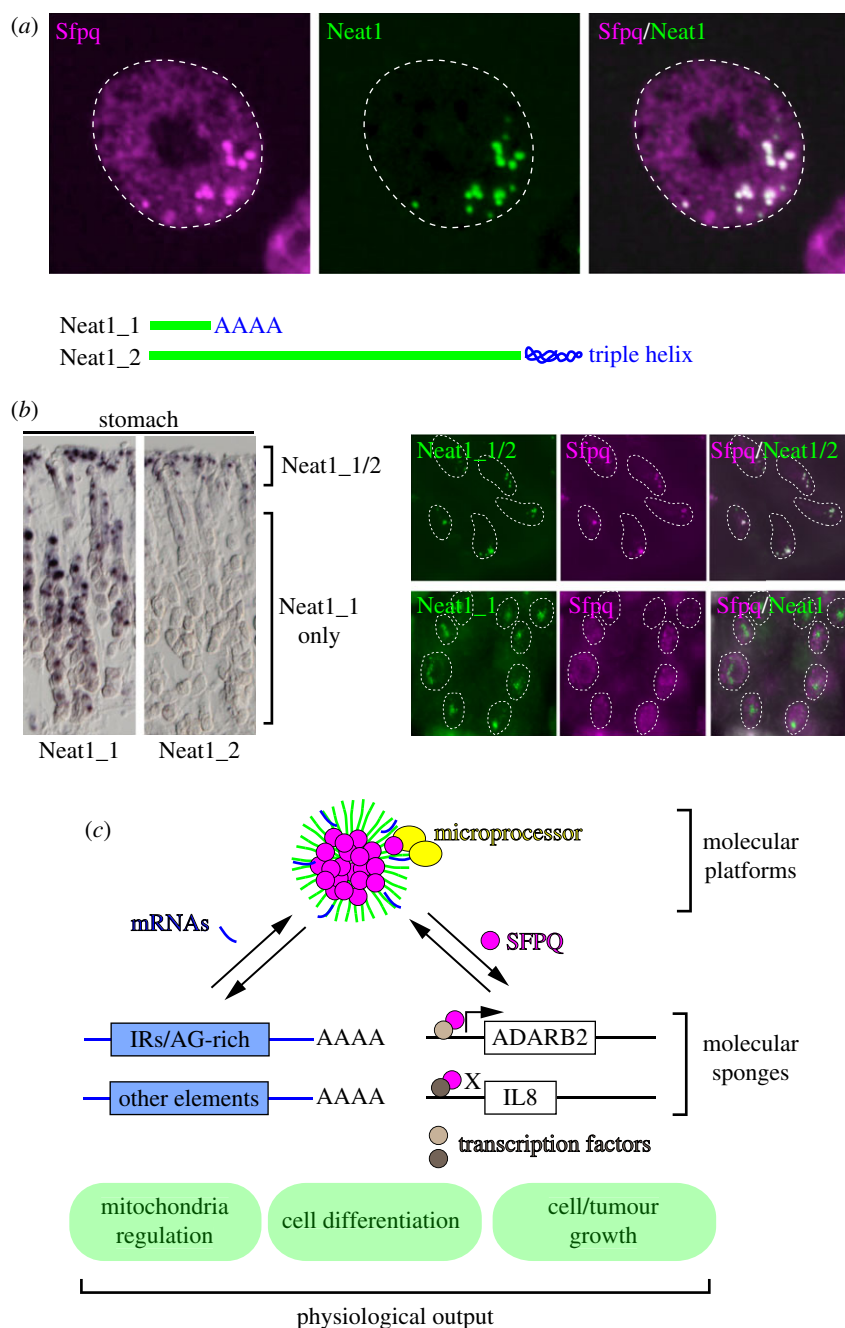 (a)
Sfpq
Neat1
Sfpq/Neat1
Neat1_1 AAAA
Neat1_2 triple helix
(b)
stomach
Neat1_1/2
Neat1_1
only
Neat1_1
Neat1_2
Neat1_1/2
Sfpq
Sfpq/Neat1/2
Neat1_1
Sfpq
Sfpq/Neat1
(c)
microprocessor
molecular
platforms
mRNAs
SFPQ
IRs/AG-rich AAAA
other elements AAAA
ADARB2
X
IL8
transcription factors
molecular
sponges
mitochondria
regulation
cell differentiation
cell/tumour
growth
physiological output